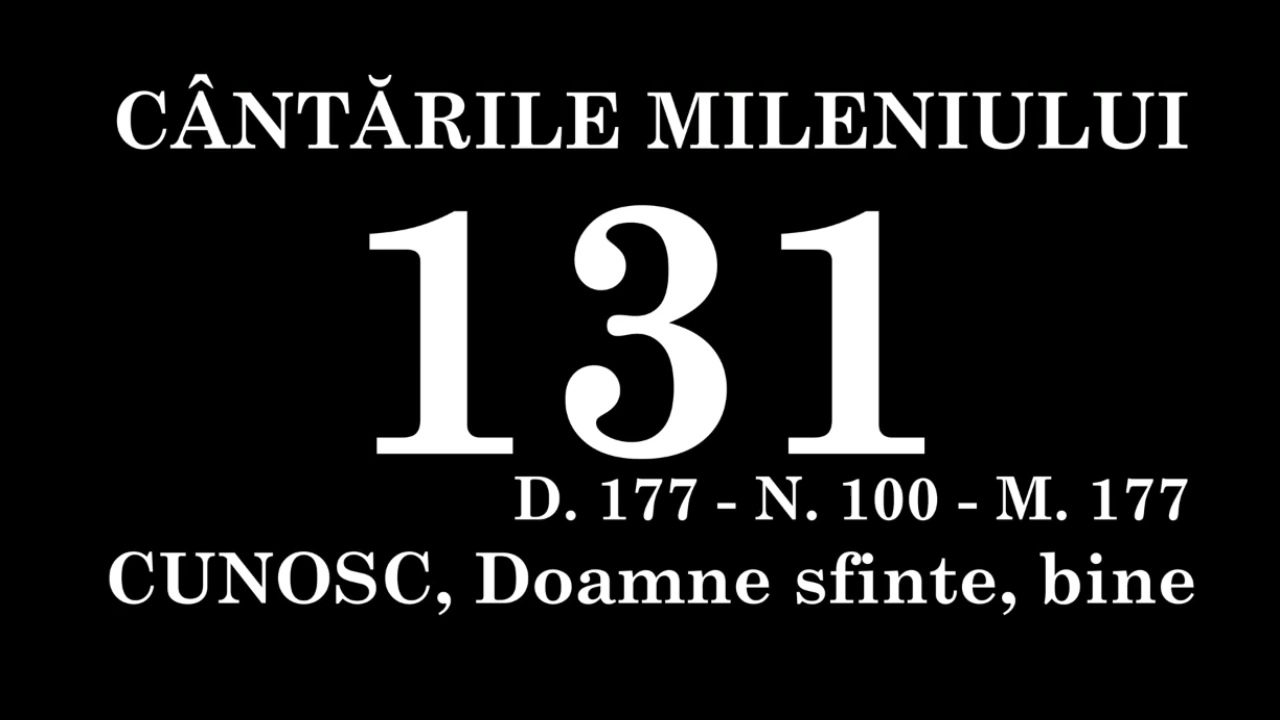 CÂNTĂRILE MILENIULUI
131
D. 177 - N. 100 - M. 177
CUNOSC, Doamne sfinte, bine